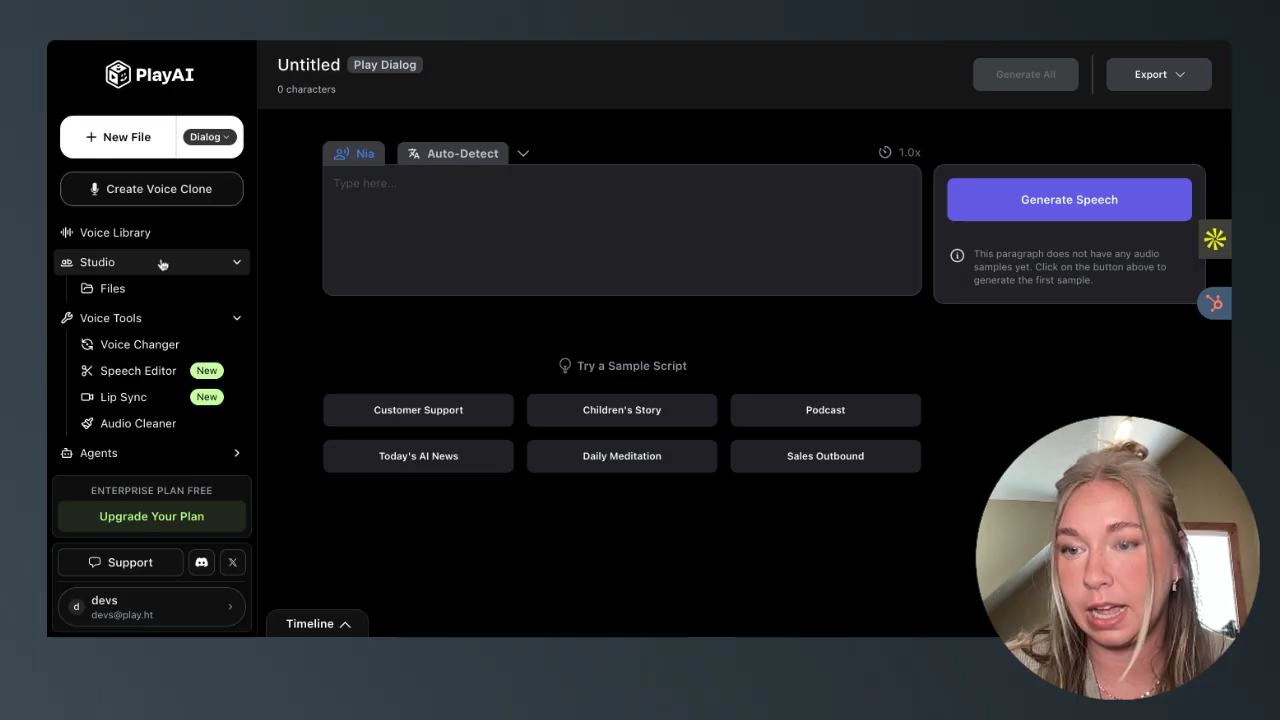 PlayAI
New File
Dialog
Create Voice Clone
Voice Library
Studio
Files
Voice Tools
Voice Changer
Speech Editor New
Lip Sync New
Audio Cleaner
Agents
ENTERPRISE PLAN FREE
Upgrade Your Plan
Support
d
devs
devs@play.ht
Untitled Play Dialog
0 characters
Generate All
Export
Nia
Auto-Detect
1.0x
Type here...
Generate Speech
This paragraph does not have any audio
samples yet. Click on the button above to
generate the first sample.
Try a Sample Script
Customer Support
Children's Story
Podcast
Today's AI News
Daily Meditation
Sales Outbound
Timeline